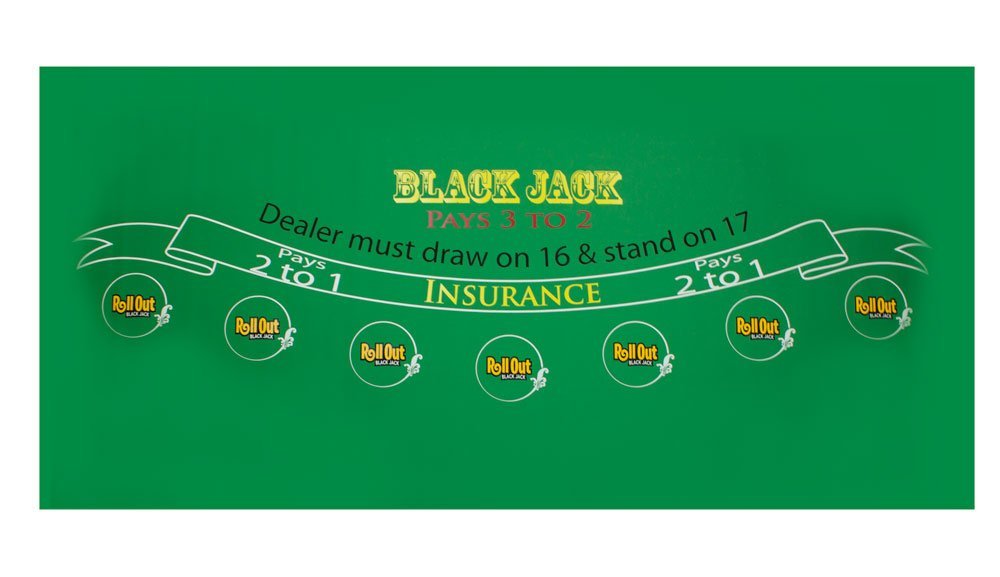 BLACK JACK
PAYS 3 TO 2
Dealer must draw on 16 & stand on 17
Pays
2 to 1
INSURANCE
Pays
2 to 1
Roll Out
BLACK JACK
Roll Out
BLACK JACK
Roll Out
BLACK JACK
Roll Out
BLACK JACK
Roll Out
BLACK JACK
Roll Out
BLACK JACK
Roll Out
BLACK JACK